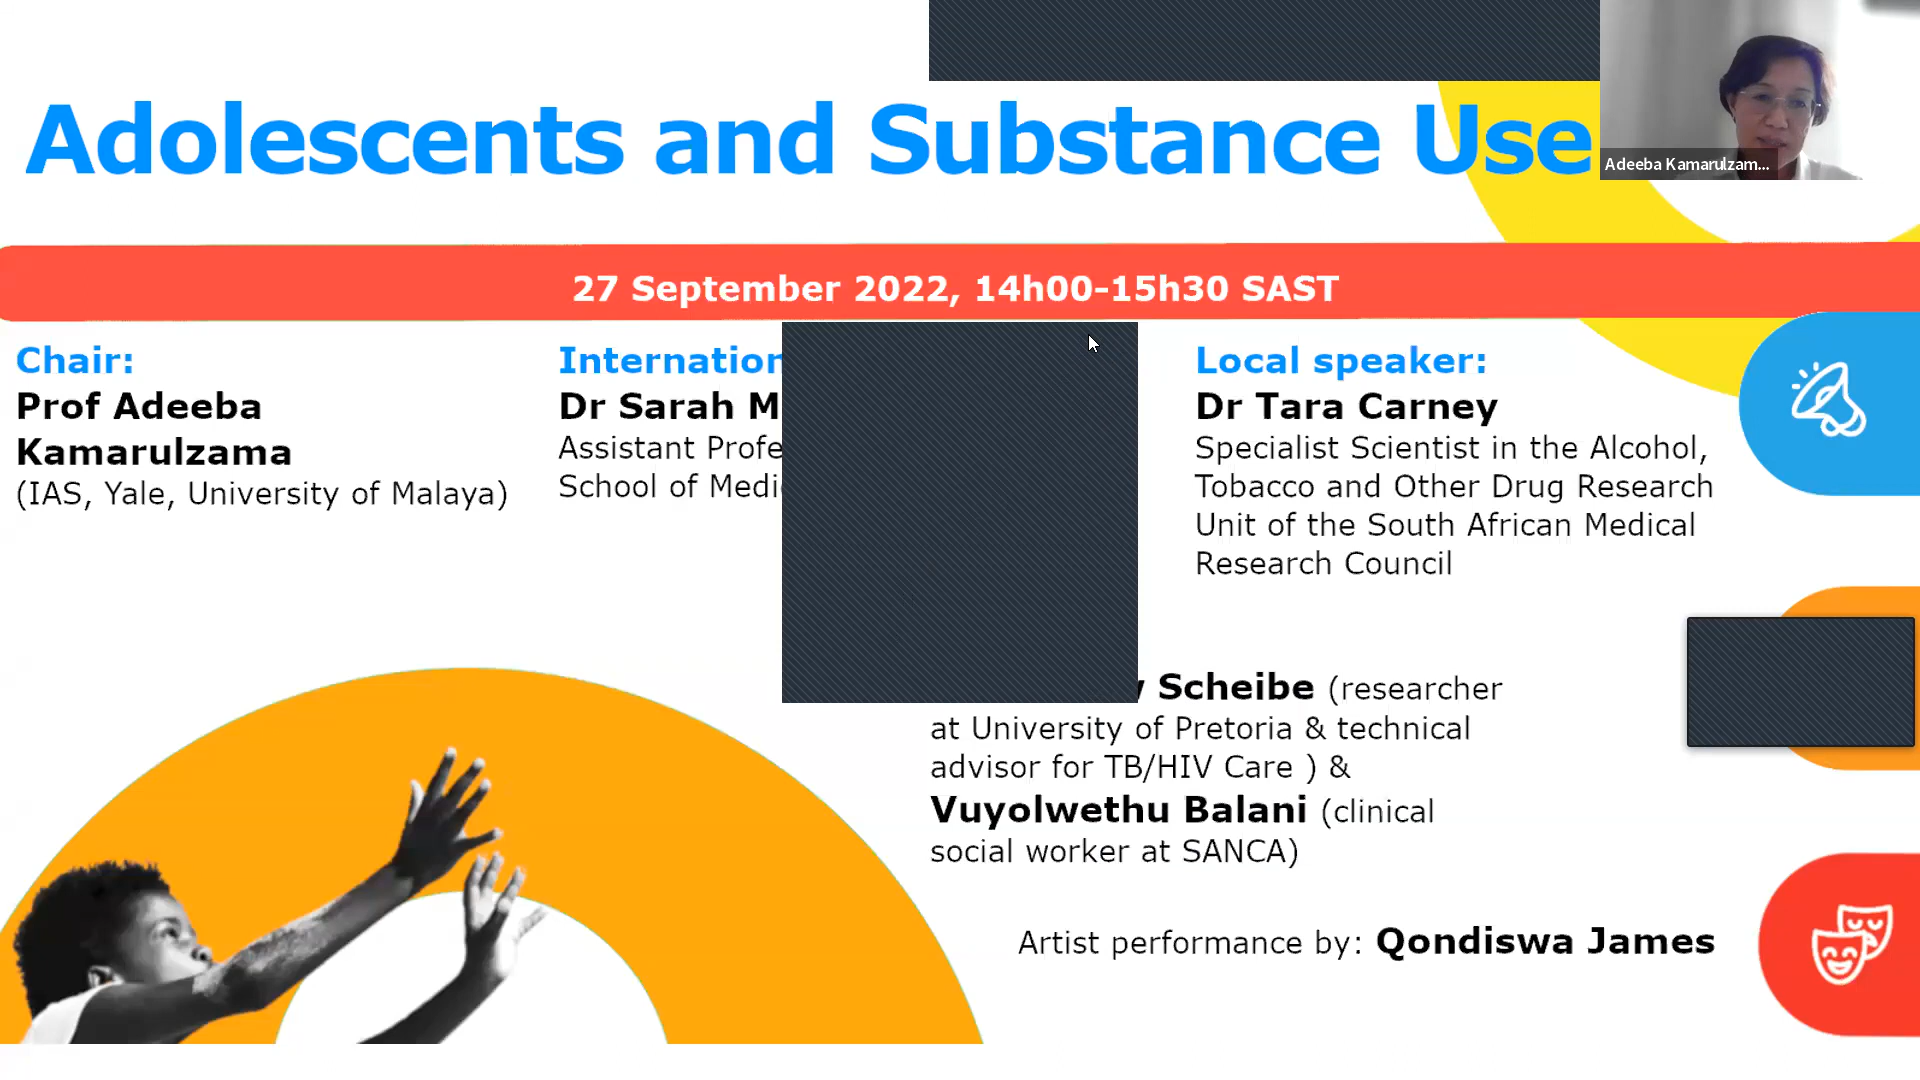 Adolescents and Substance Use
Adeeba Kamarulzam...
27 September 2022, 14h00-15h30 SAST
Chair:
Prof Adeeba
Kamarulzama
(IAS, Yale, University of Malaya)
Dr Sarah
Assistant
School of
Local speaker:
Dr Tara Carney
Specialist Scientist in the Alcohol,
Tobacco and Other Drug Research
Unit of the South African Medical
Research Council
Scheibe (researcher
at University of Pretoria & technical
advisor for TB/HIV Care ) &
Vuyolwethu Balani (clinical
social worker at SANCA)
Artist performance by: Qondiswa James